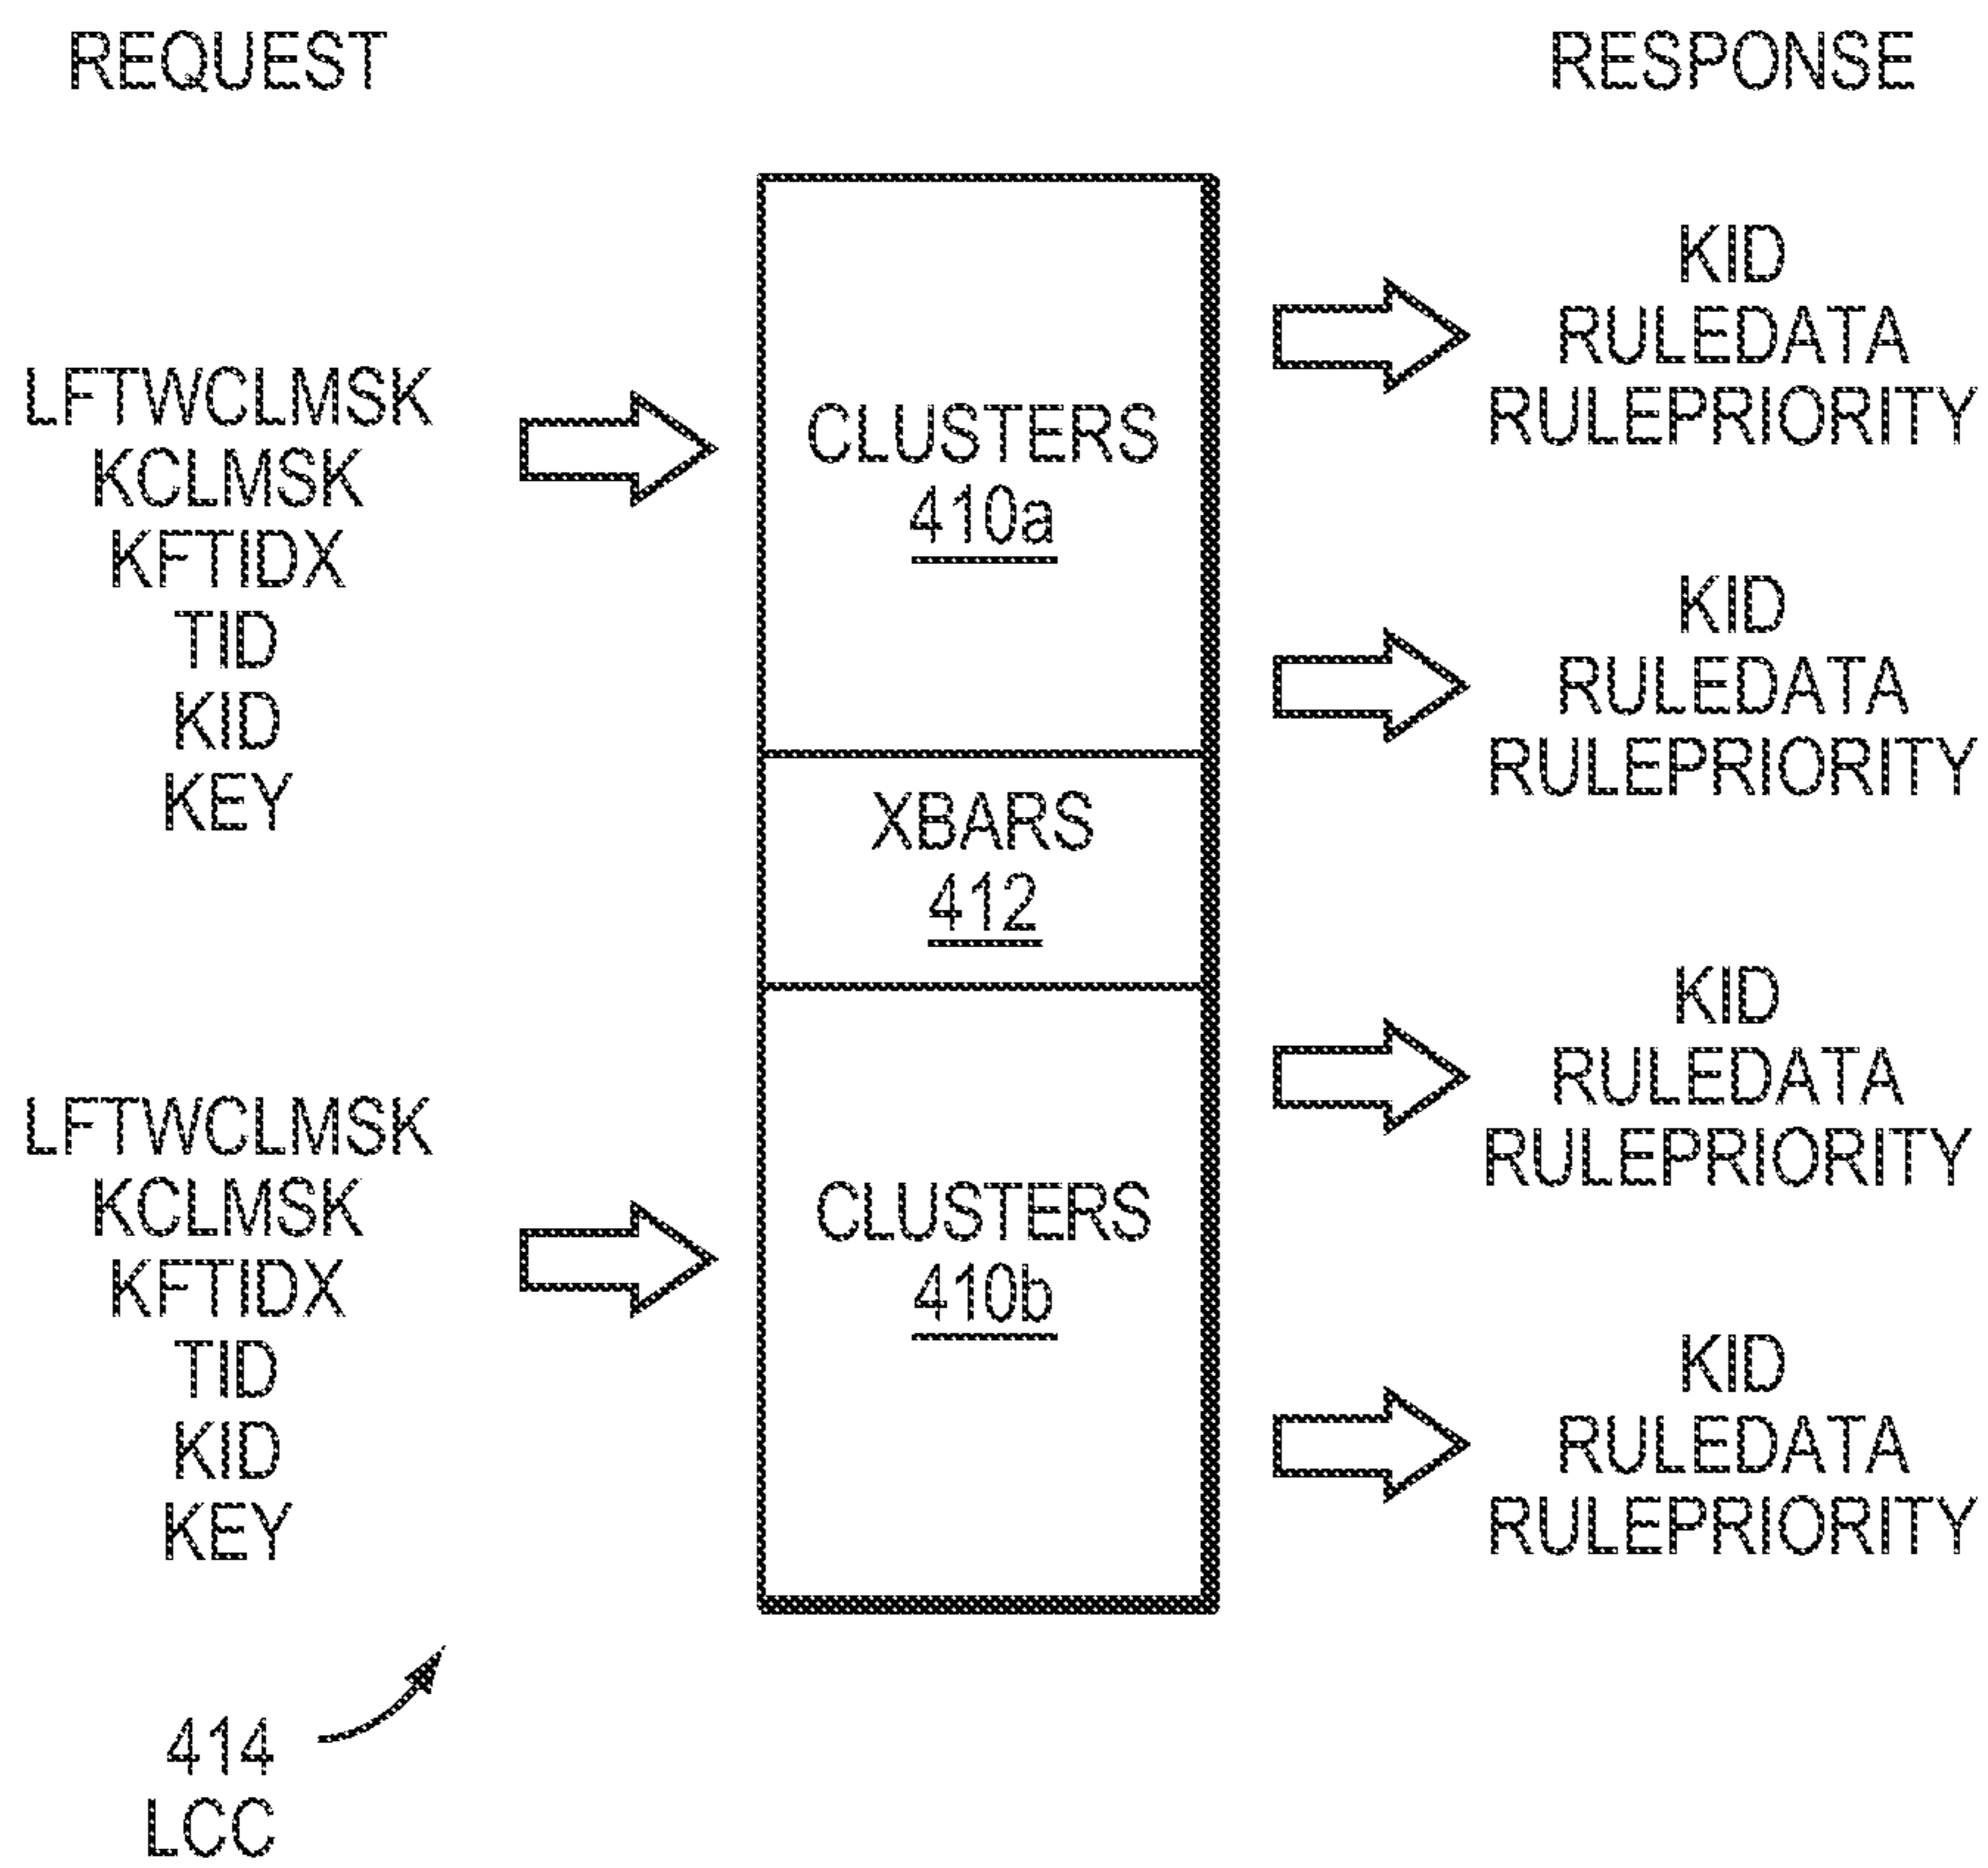 REQUEST
RESPONSE
LFTWCLMSK
KCLMSK
KFTIDX
TID
KID
KEY
LFTWCLMSK
KCLMSK
KFTIDX
TID
KID
KEY
CLUSTERS
410a
XBARS
412
CLUSTERS
410b
KID
RULEDATA
RULEPRIORITY
KID
RULEDATA
RULEPRIORITY
KID
RULEDATA
RULEPRIORITY
KID
RULEDATA
RULEPRIORITY
414
LCC